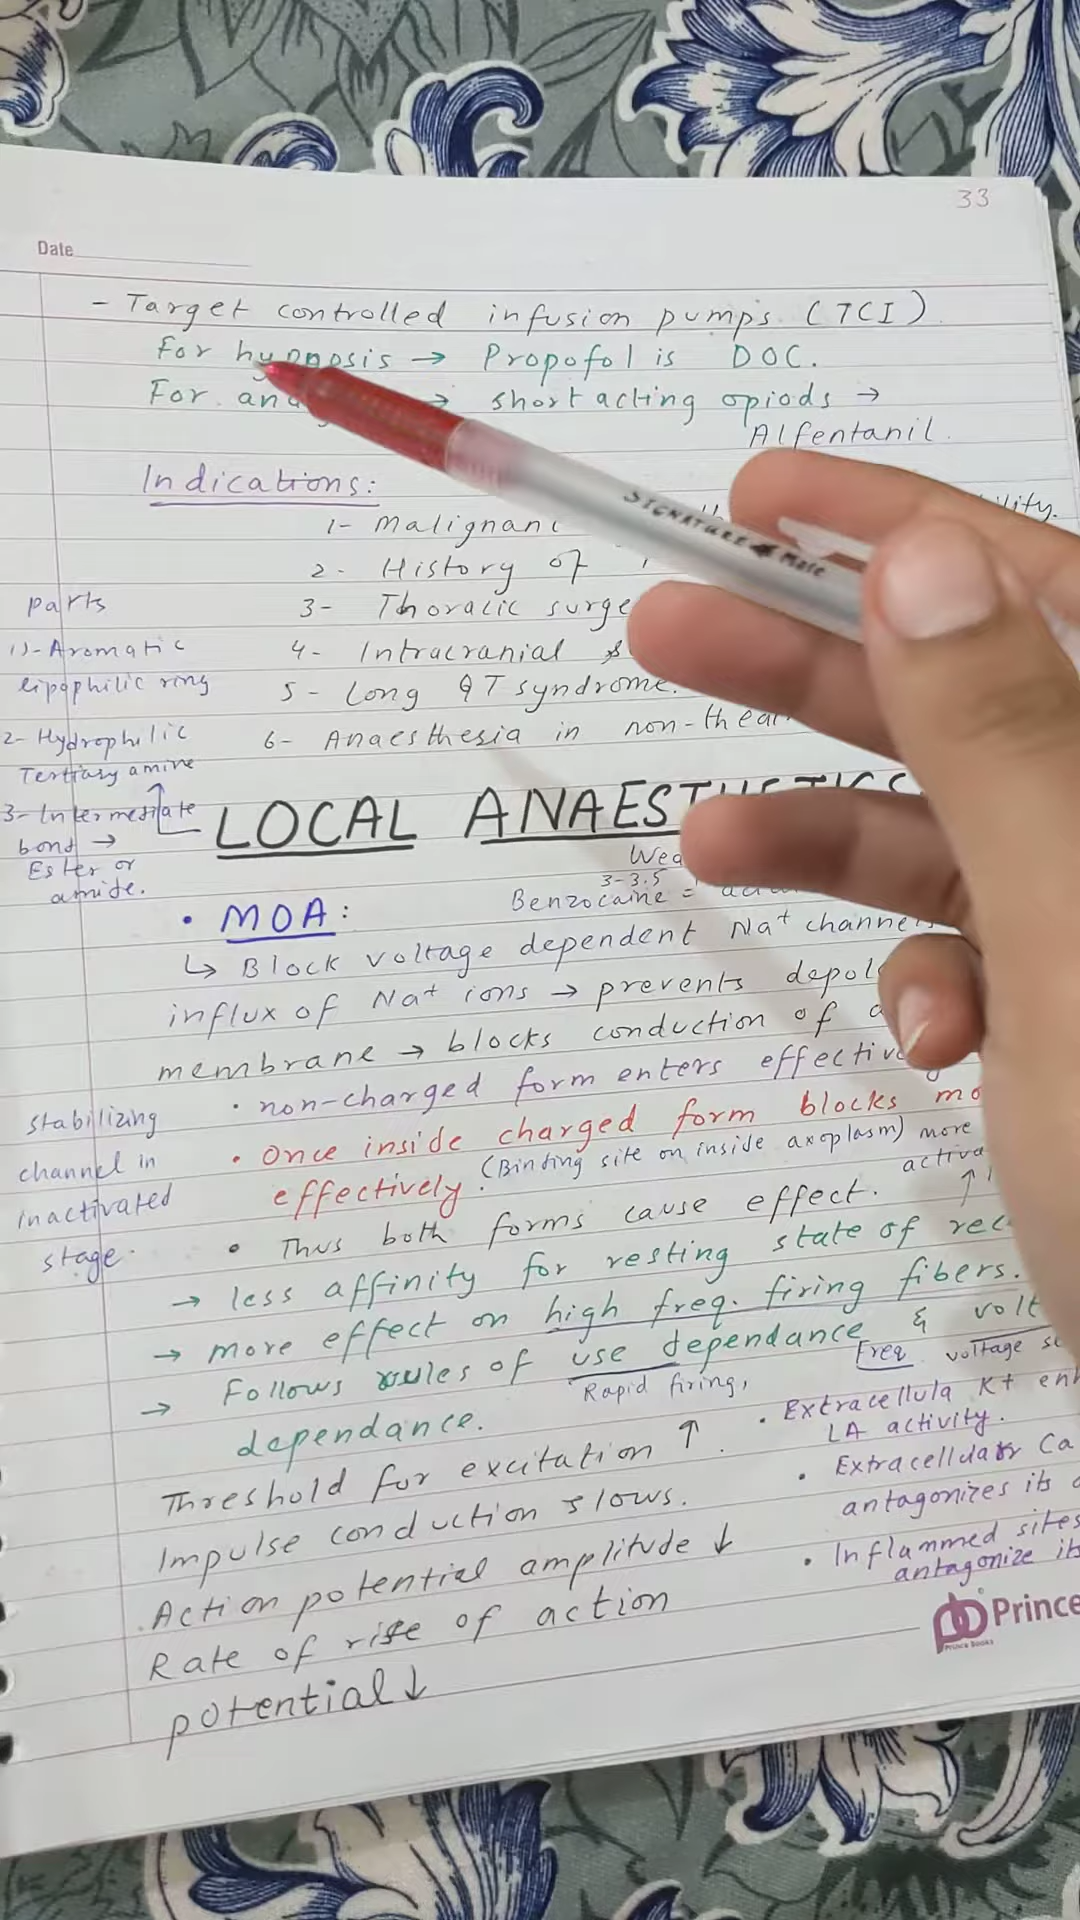 33
Date
- Target controlled infusion pumps (TCI)
For hypnosis → Propofol is DOC.
For → short acting opiods →
Alfentanil.
Indications:
1- Malignant
2- History of
3- Thoracic surge
4- Intracranial
5- Long QT syndrome.
6- Anaesthesia in non-
parts
1)- Aromatic
lipophilic ring
2- Hydrophilic
Tertiary amine
3- Intermediate
bond →
Ester or
amide.
LOCAL ANAESTHETICS
3-3.5
Benzocaine =
• MOA:
↳ Block voltage dependent Na+ channels
influx of Na+ ions → prevents
membrane → blocks conduction of
• non-charged form enters
• Once inside charged form blocks
effectively. (Binding site on inside axoplasm) more
• Thus both forms cause effect.
stabilizing
channel in
inactivated
stage.
→ less affinity for resting state of
→ more effect on high freq. firing fibers.
→ Follows rules of use dependance &
Rapid firing,
Freq voltage
dependance.
Threshold for excitation ↑.
Impulse conduction slows.
Action potential amplitude ↓
Rate of rise of action
potential ↓
• Extracellula K+
LA activity.
• Extracellular Ca
antagonizes its
• Inflammed sites
antagonize its
Prince
Prince Books
SIGNATURE